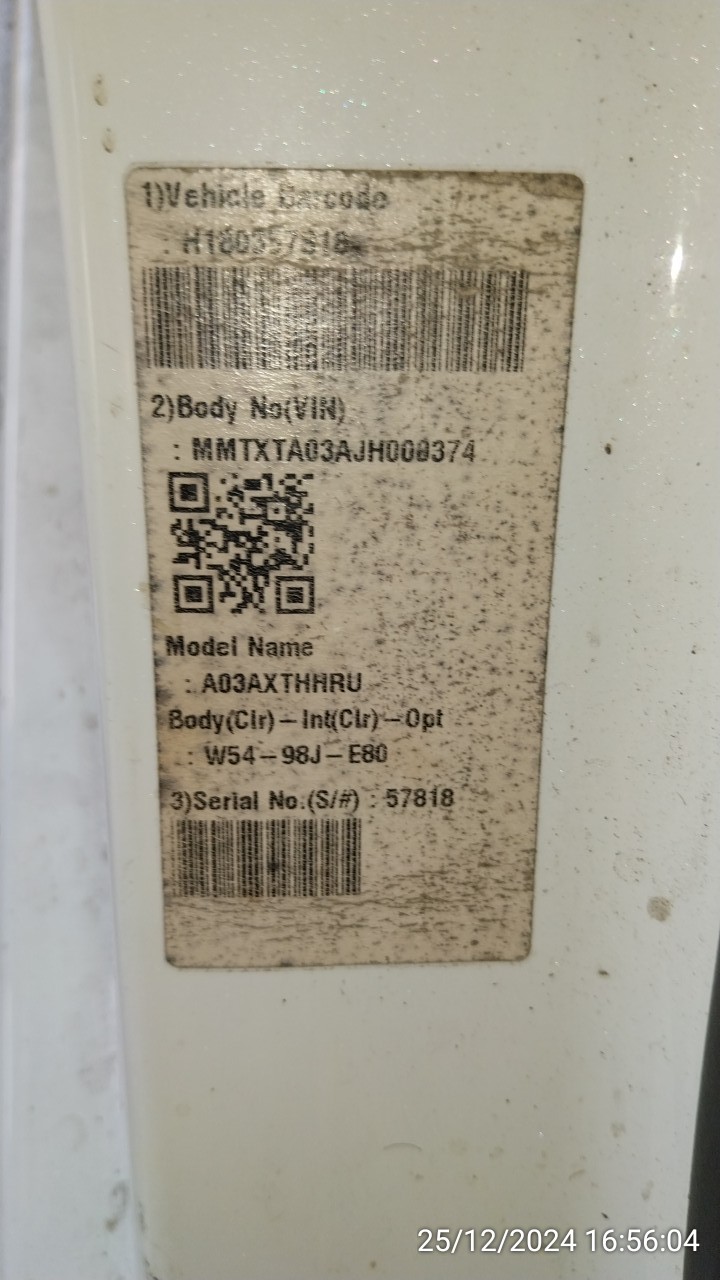 1)Vehicle Barcode
: H180557818
2)Body No(VIN)
: MMTXTA03AJH000374
Model Name
: A03AXTHHRU
Body(Clr)-Int(Clr)-Opt
: W54-98J-E80
3)Serial No.(S/#) : 57818
25/12/2024 16:56:04